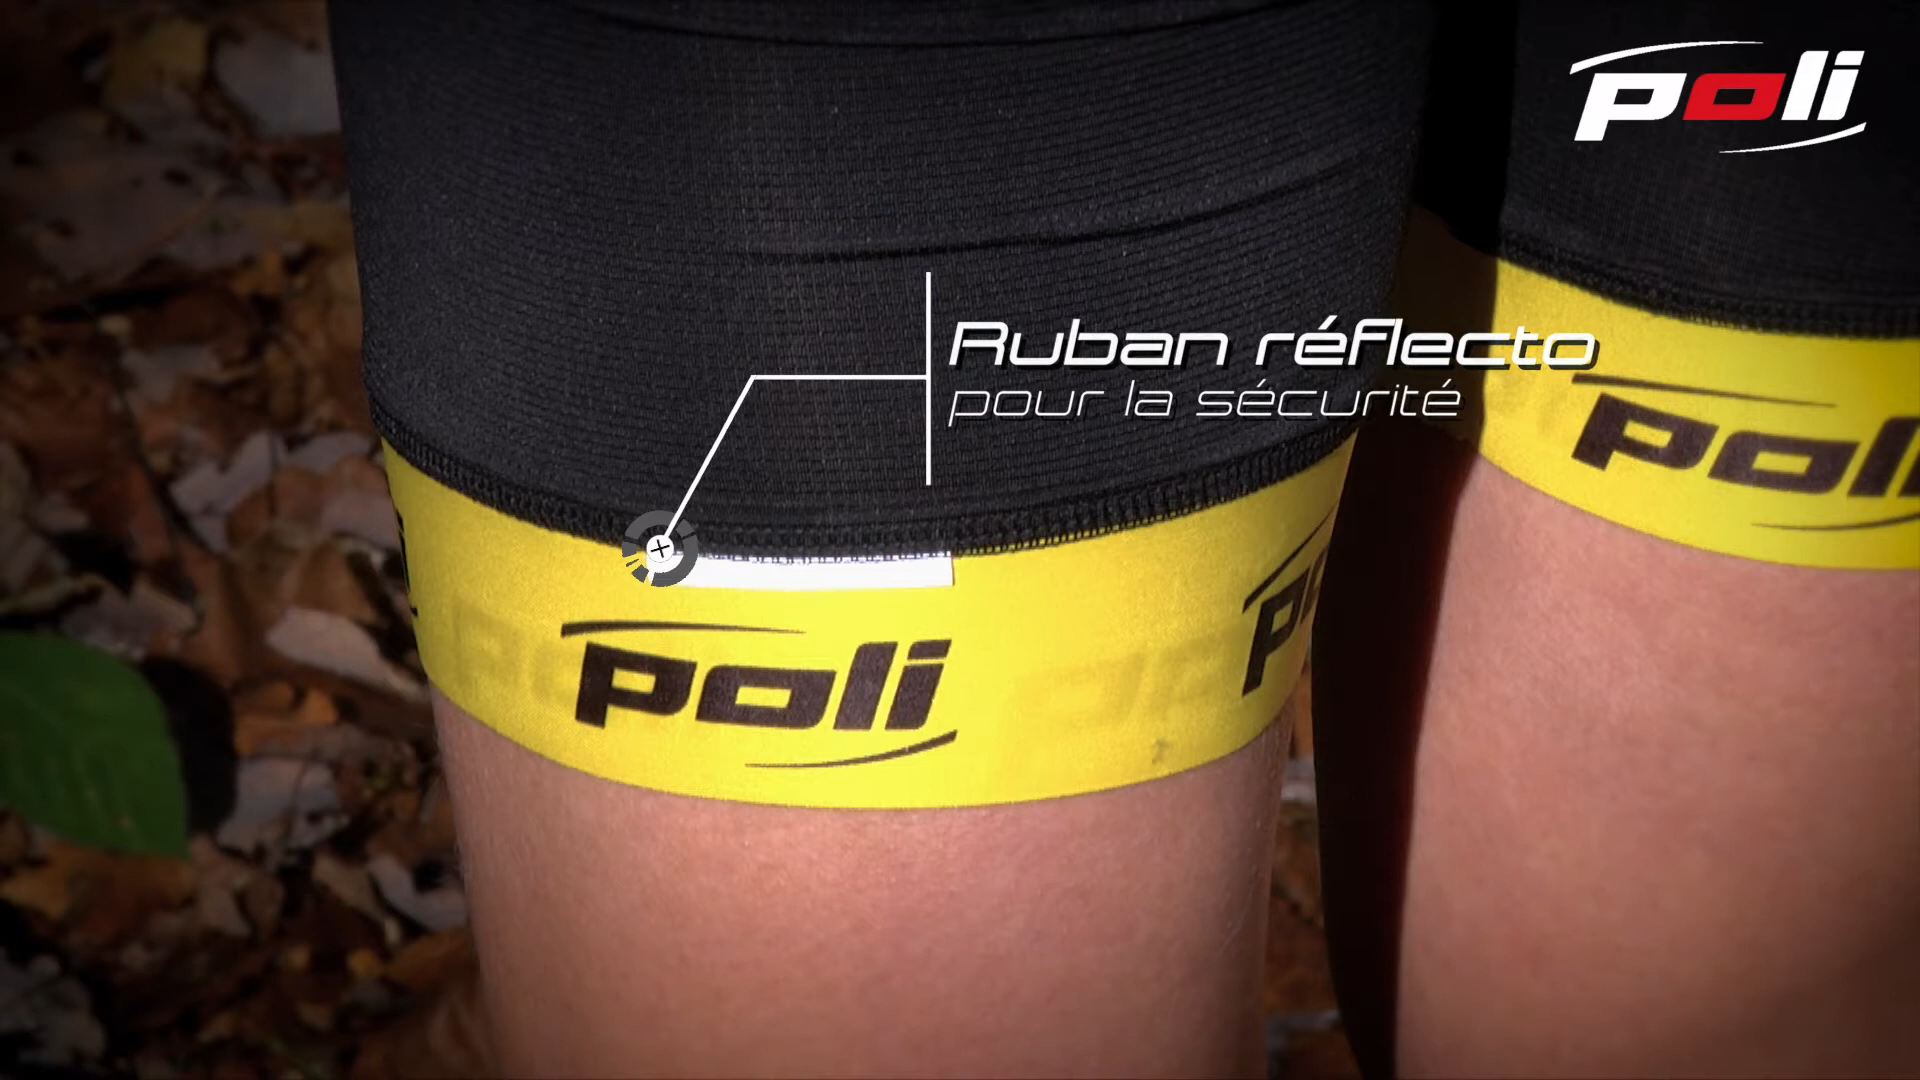 poli
Ruban réflecto
pour la sécurité
poli
poli